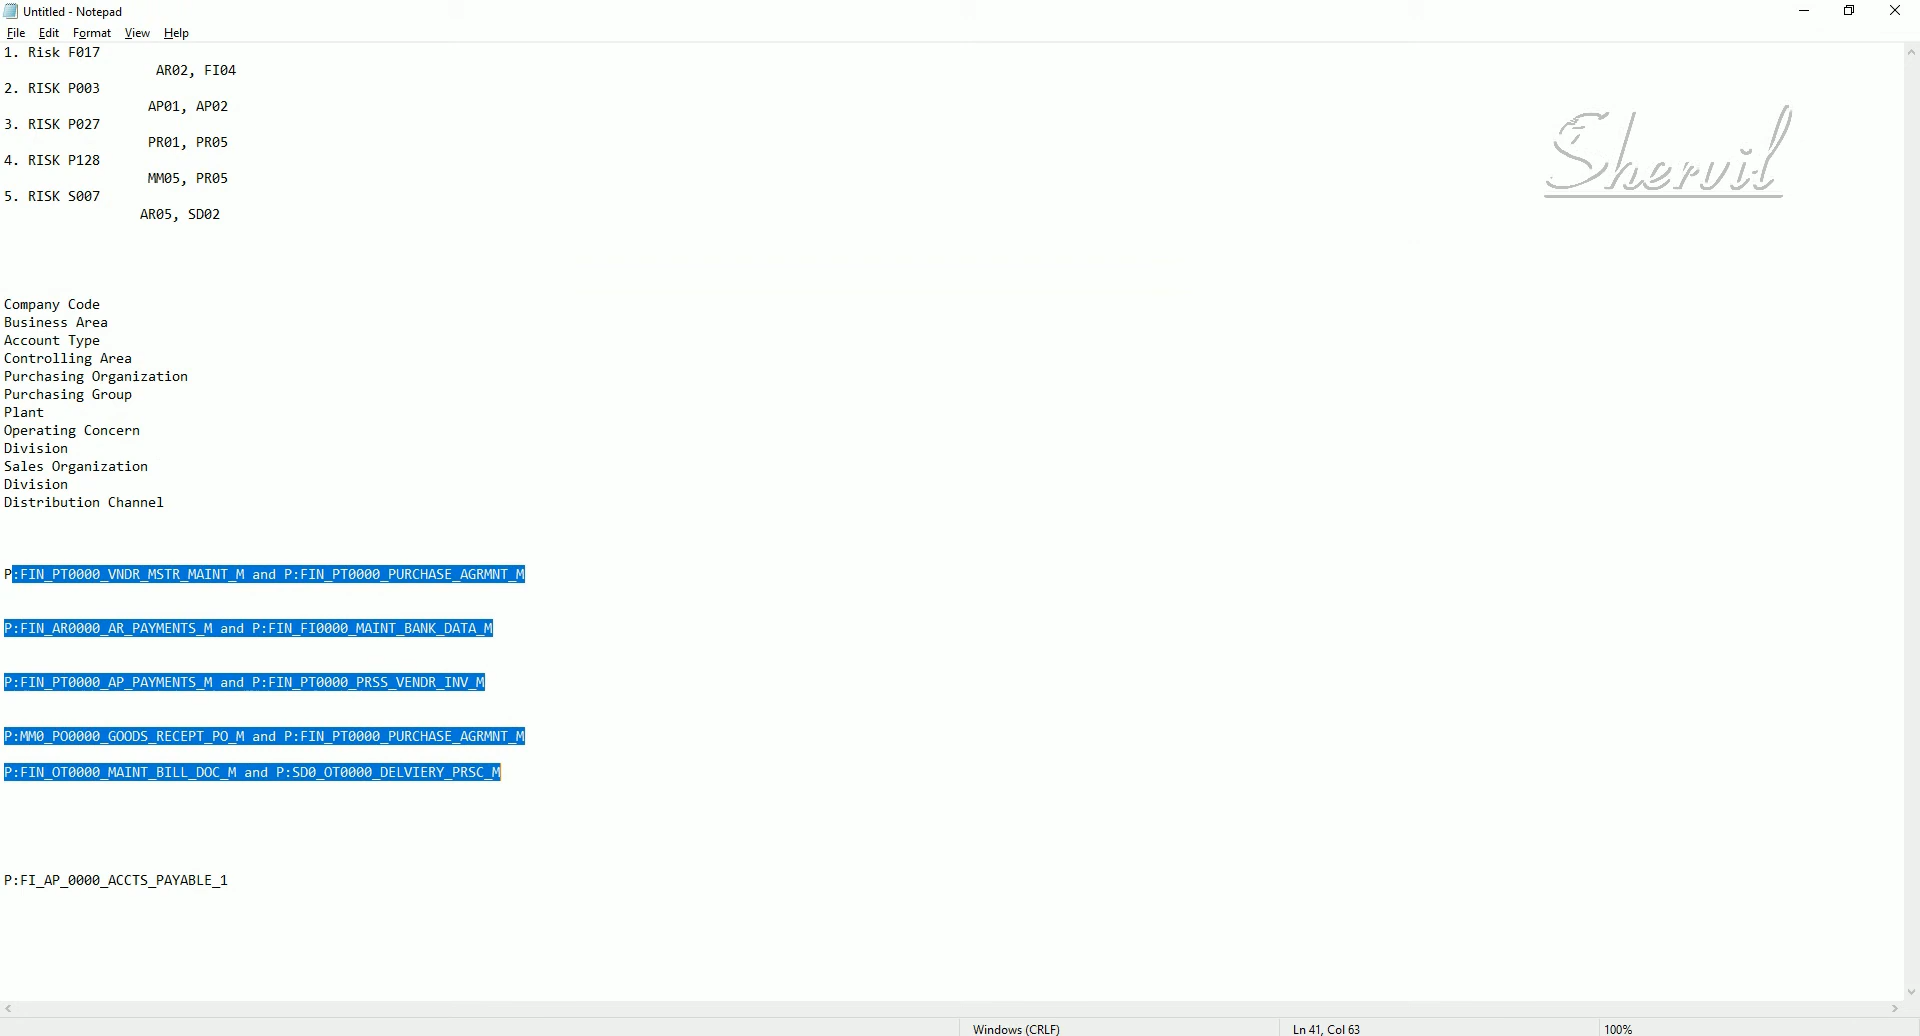 Untitled - Notepad
File Edit Format View Help
1. Risk F017
AR02, FI04
2. RISK P003
AP01, AP02
3. RISK P027
PR01, PR05
4. RISK P128
MM05, PR05
5. RISK S007
AR05, SD02
Shervil
Company Code
Business Area
Account Type
Controlling Area
Purchasing Organization
Purchasing Group
Plant
Operating Concern
Division
Sales Organization
Division
Distribution Channel
P:FIN_PT0000_VNDR_MSTR_MAINT_M and P:FIN_PT0000_PURCHASE_AGRMNT_M
P:FIN_AR0000_AR_PAYMENTS_M and P:FIN_FI0000_MAINT_BANK_DATA_M
P:FIN_PT0000_AP_PAYMENTS_M and P:FIN_PT0000_PRSS_VENDR_INV_M
P:MM0_PO0000_GOODS_RECEPT_PO_M and P:FIN_PT0000_PURCHASE_AGRMNT_M
P:FIN_OT0000_MAINT_BILL_DOC_M and P:SD0_OT0000_DELVIERY_PRSC_M
P:FI_AP_0000_ACCTS_PAYABLE_1
Windows (CRLF) Ln 41, Col 63 100%